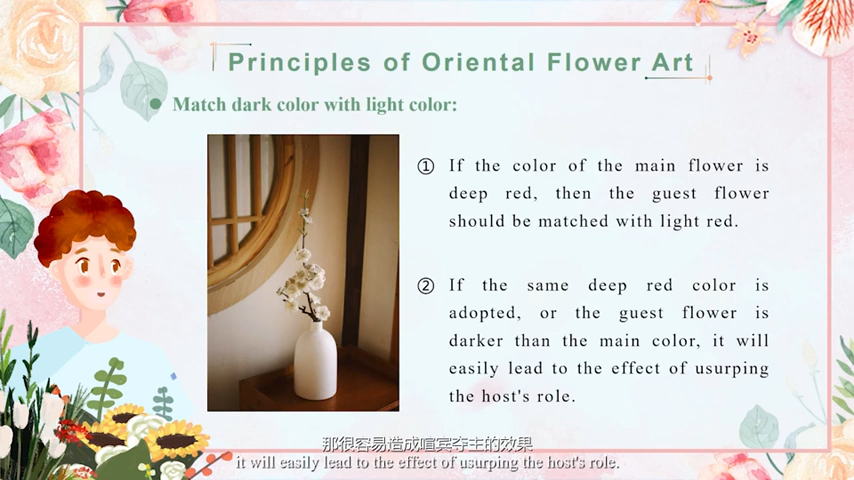 Principles of Oriental Flower Art
Match dark color with light color:
① If the color of the main flower is
deep red, then the guest flower
should be matched with light red.
② If the same deep red color is
adopted, or the guest flower is
darker than the main color, it will
easily lead to the effect of usurping
the host's role.
那很容易造成喧宾夺主的效果
it will easily lead to the effect of usurping the host's role.